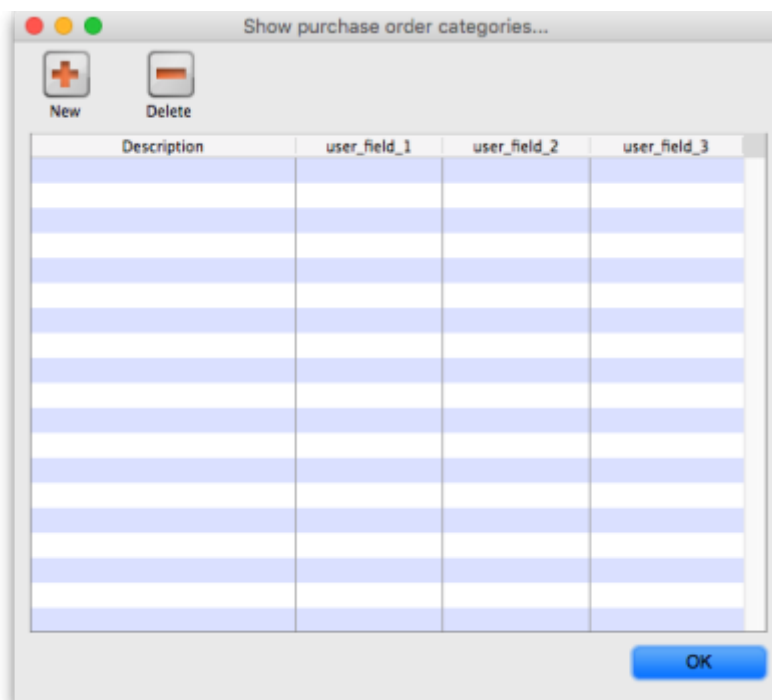 Show purchase order categories...
New Delete
Description user_field_1 user_field_2 user_field_3
OK